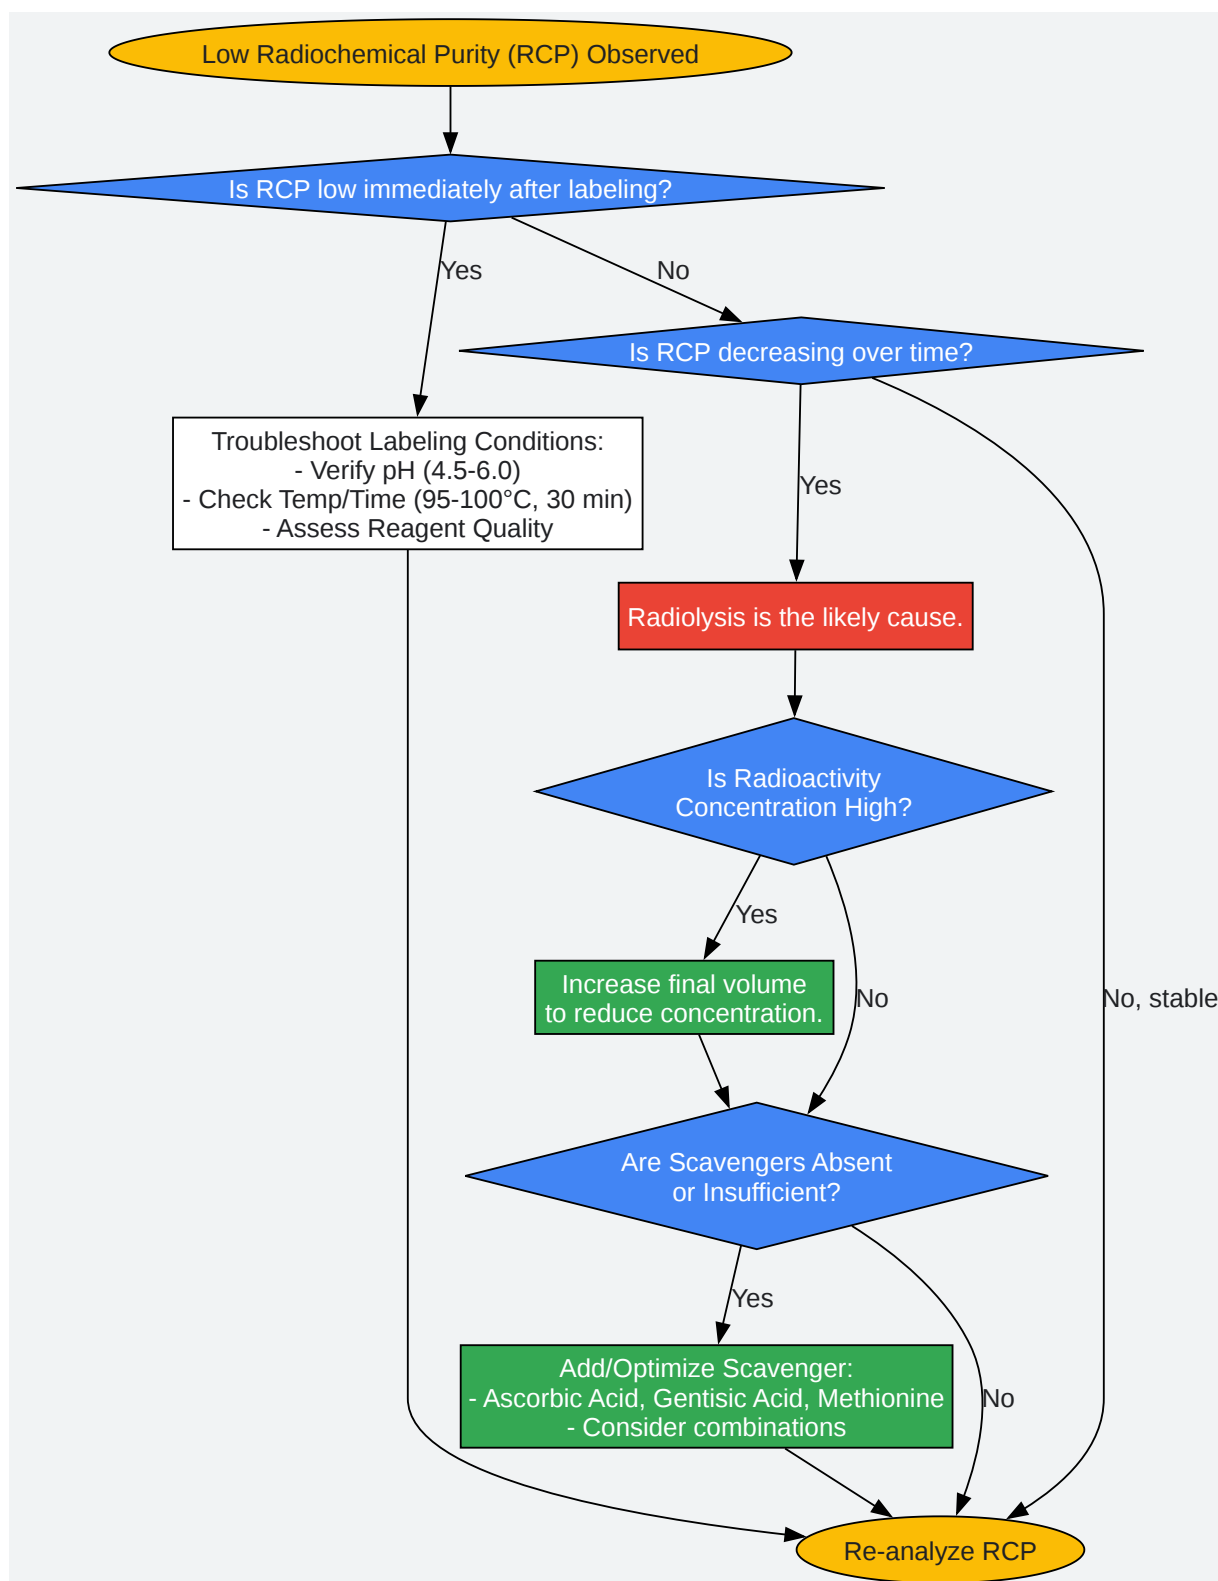 Low Radiochemical Purity (RCP) Observed
Is RCP low immediately after labeling?
Yes
No
Is RCP decreasing over time?
Troubleshoot Labeling Conditions:
- Verify pH (4.5-6.0)
- Check Temp/Time (95-100°C, 30 min)
- Assess Reagent Quality
Yes
Radiolysis is the likely cause.
Is Radioactivity
Concentration High?
Yes
Increase final volume
to reduce concentration.
No
No, stable
Are Scavengers Absent
or Insufficient?
Yes
Add/Optimize Scavenger:
- Ascorbic Acid, Gentisic Acid, Methionine
- Consider combinations
No
Re-analyze RCP